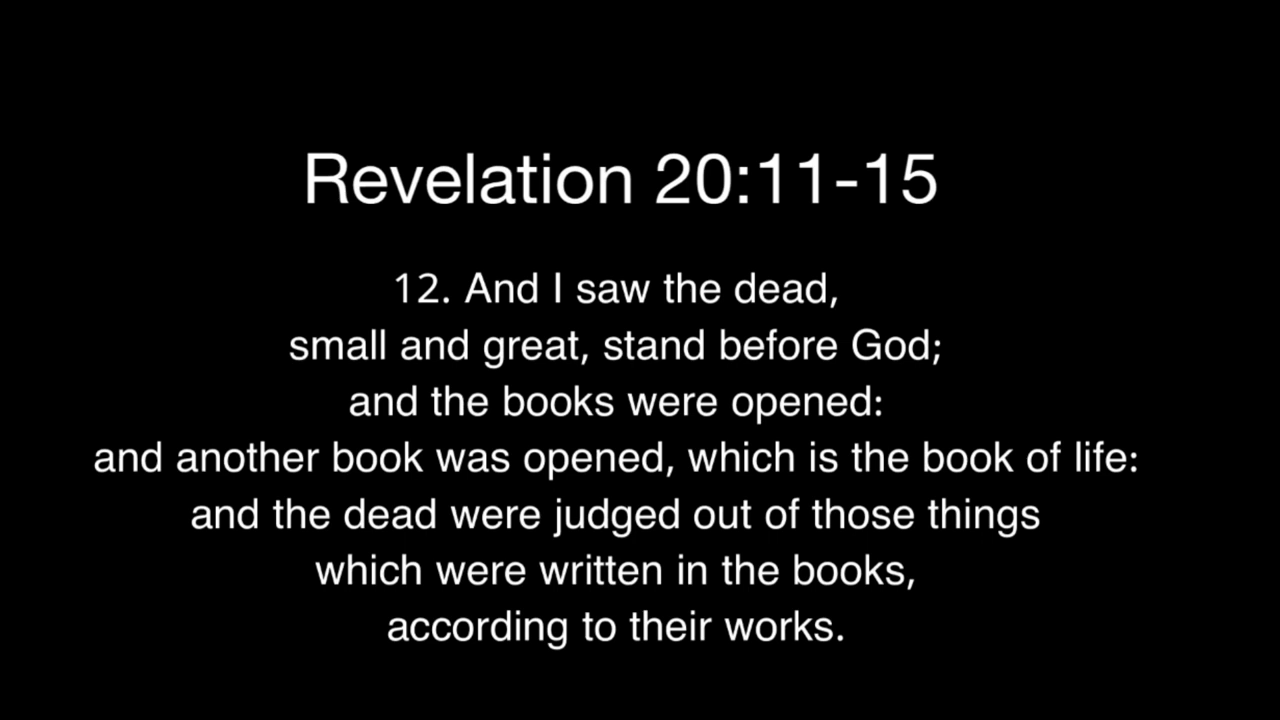 Revelation 20:11-15
12. And I saw the dead,
small and great, stand before God;
and the books were opened:
and another book was opened, which is the book of life:
and the dead were judged out of those things
which were written in the books,
according to their works.